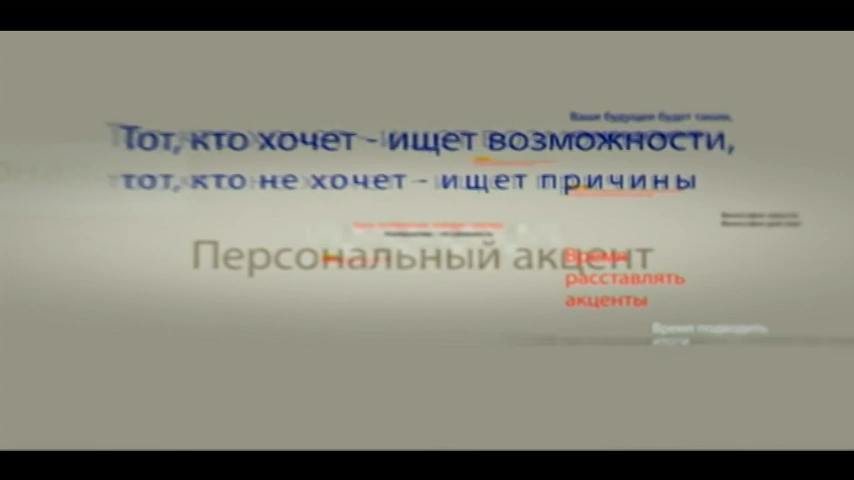 Ваше будущее будет таким,
Тот, кто хочет - ищет возможности,
тот, кто не хочет - ищет причины
Персональный акцент
Время
расставлять
акценты
Время подводить
итоги